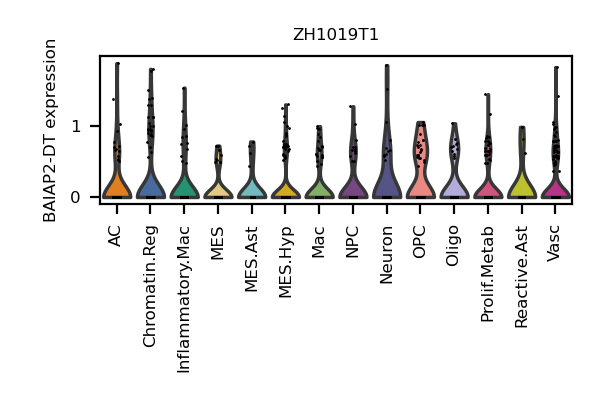 ZH1019T1
BAIAP2-DT expression
1
0
AC
Chromatin.Reg
Inflammatory.Mac
MES
MES.Ast
MES.Hyp
Mac
NPC
Neuron
OPC
Oligo
Prolif.Metab
Reactive.Ast
Vasc